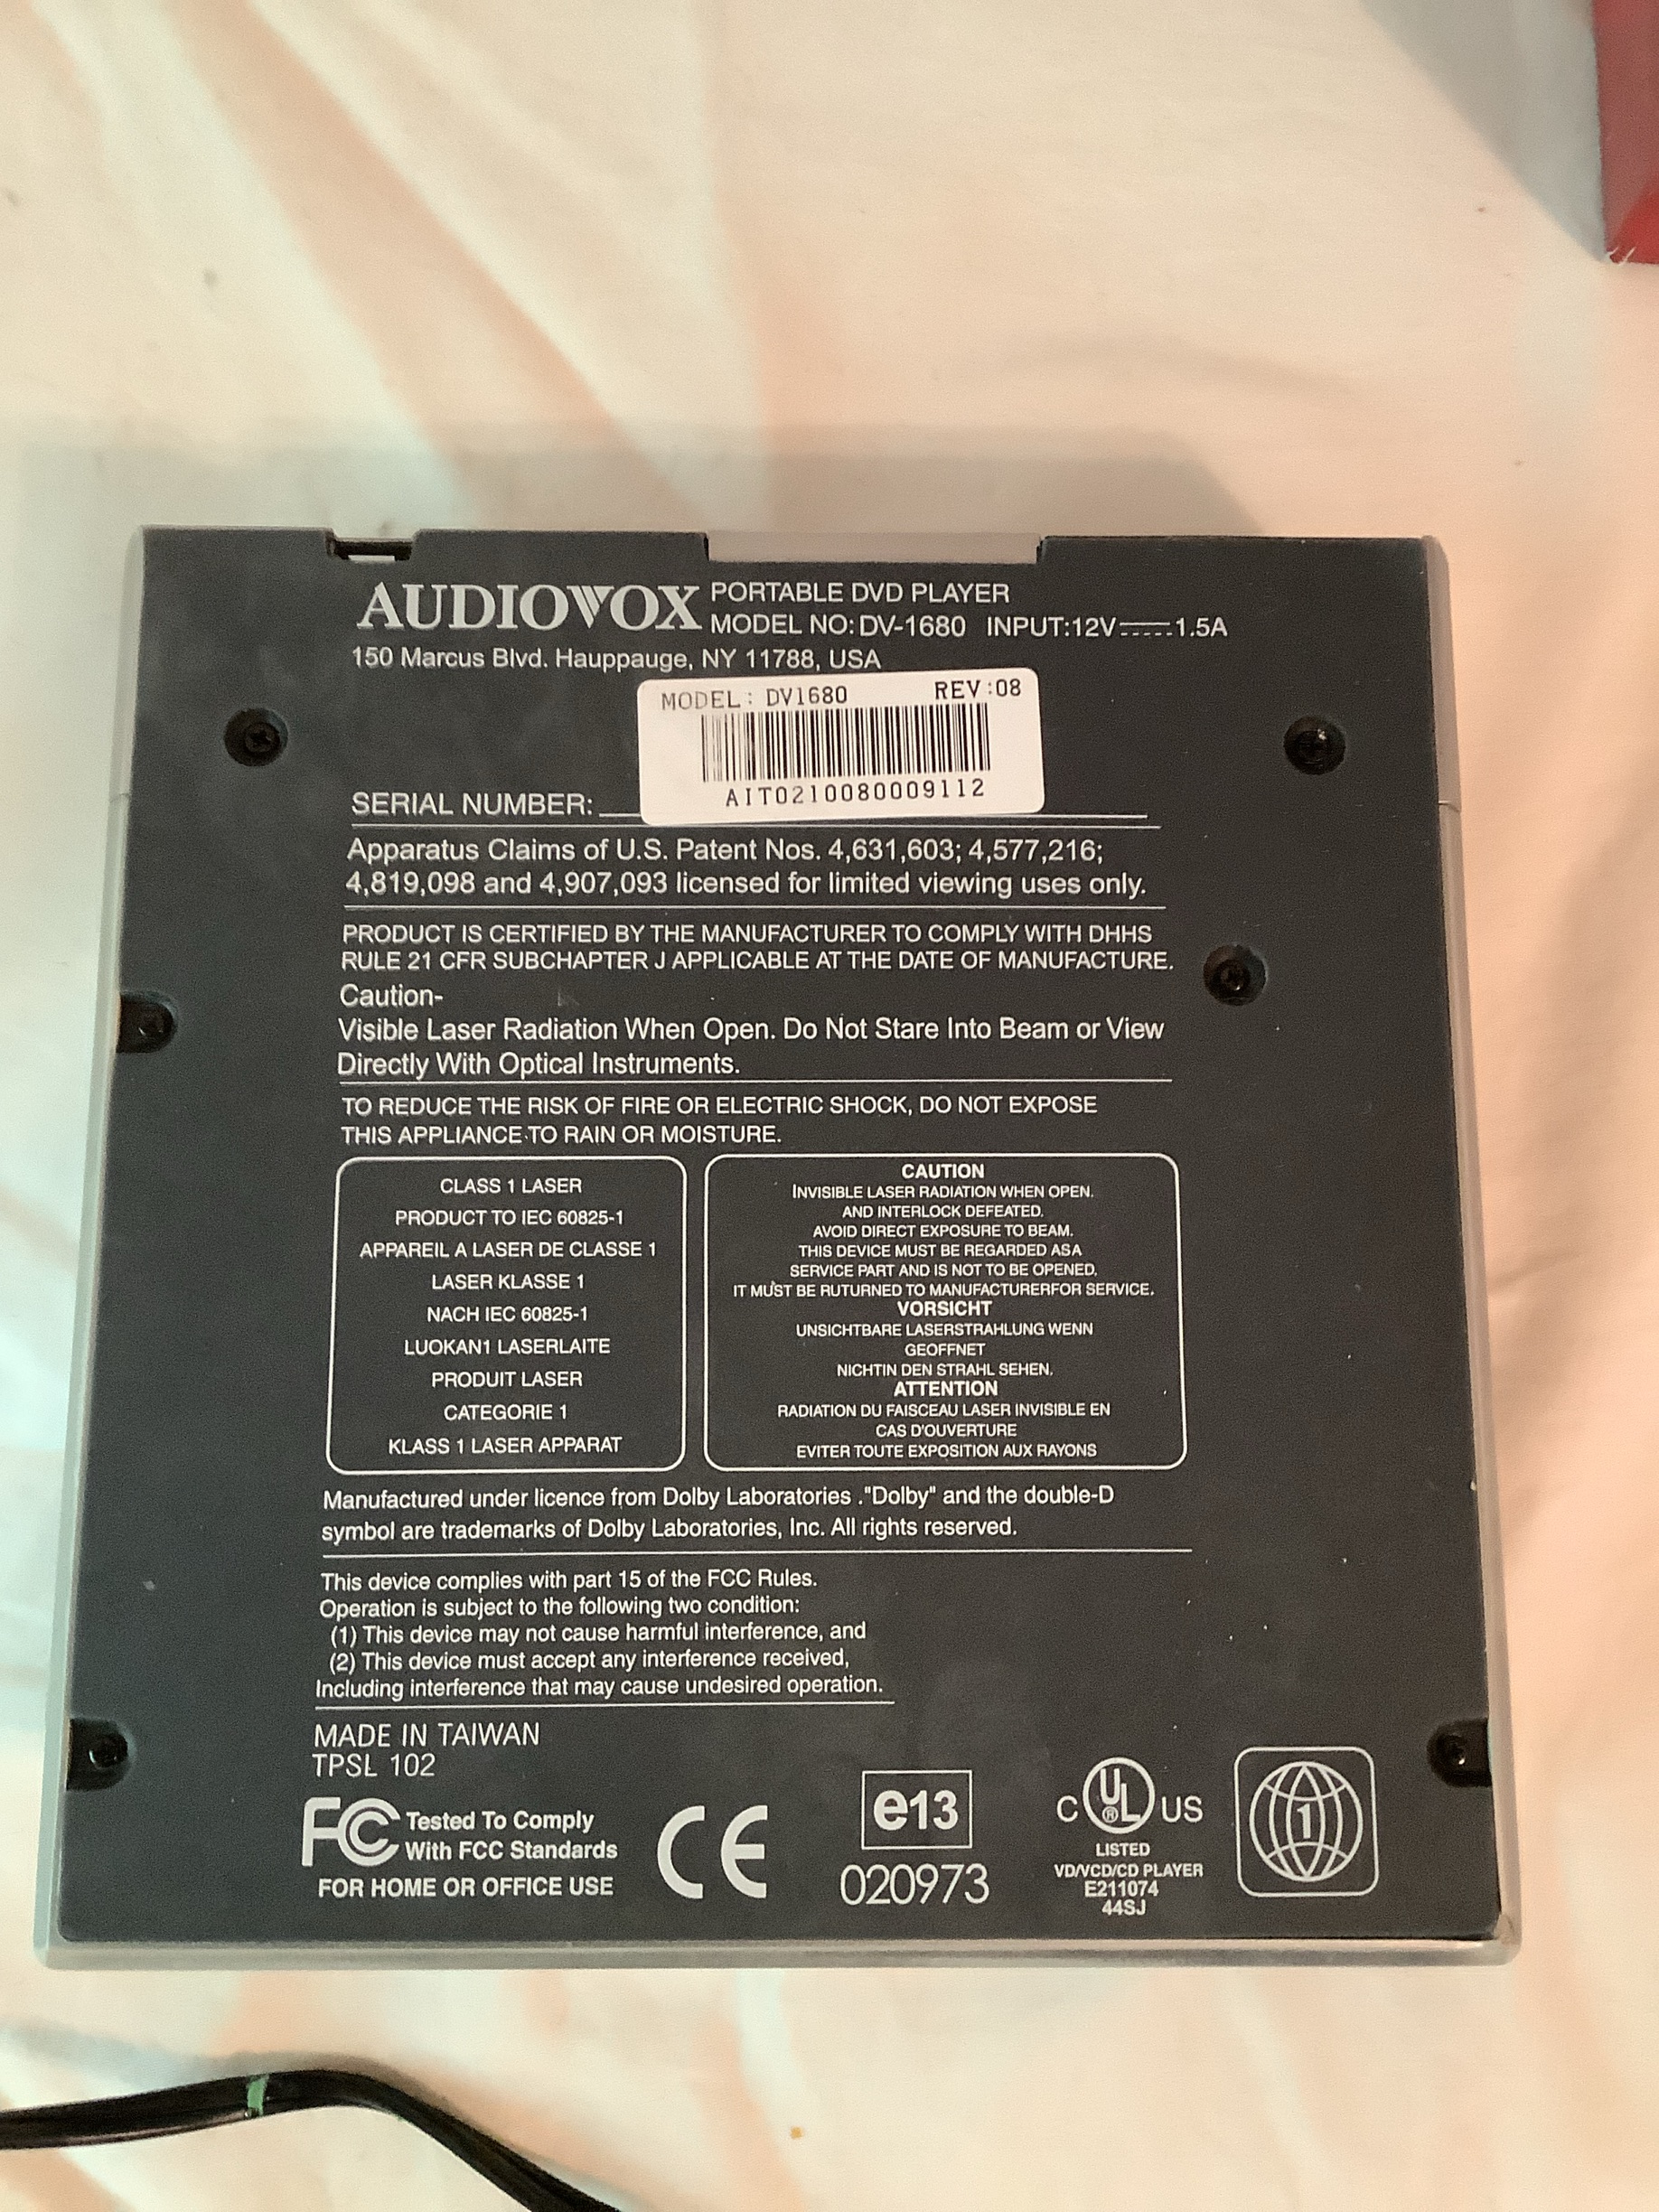 AUDIOVOX PORTABLE DVD PLAYER
MODEL NO: DV-1680 INPUT:12V 1.5A
150 Marcus Blvd. Hauppauge, NY 11788, USA
MODEL: DV1680 REV:08
AIT0210080009112
SERIAL NUMBER:
Apparatus Claims of U.S. Patent Nos. 4,631,603; 4,577,216;
4,819,098 and 4,907,093 licensed for limited viewing uses only.
PRODUCT IS CERTIFIED BY THE MANUFACTURER TO COMPLY WITH DHHS
RULE 21 CFR SUBCHAPTER J APPLICABLE AT THE DATE OF MANUFACTURE.
Caution-
Visible Laser Radiation When Open. Do Not Stare Into Beam or View
Directly With Optical Instruments.
TO REDUCE THE RISK OF FIRE OR ELECTRIC SHOCK, DO NOT EXPOSE
THIS APPLIANCE TO RAIN OR MOISTURE.
CLASS 1 LASER
PRODUCT TO IEC 60825-1
APPAREIL A LASER DE CLASSE 1
LASER KLASSE 1
NACH IEC 60825-1
LUOKAN1 LASERLAITE
PRODUIT LASER
CATEGORIE 1
KLASS 1 LASER APPARAT
CAUTION
INVISIBLE LASER RADIATION WHEN OPEN.
AND INTERLOCK DEFEATED.
AVOID DIRECT EXPOSURE TO BEAM.
THIS DEVICE MUST BE REGARDED ASA
SERVICE PART AND IS NOT TO BE OPENED.
IT MUST BE RUTURNED TO MANUFACTURERFOR SERVICE.
VORSICHT
UNSICHTBARE LASERSTRAHLUNG WENN
GEOFFNET
NICHTIN DEN STRAHL SEHEN.
ATTENTION
RADIATION DU FAISCEAU LASER INVISIBLE EN
CAS D'OUVERTURE
EVITER TOUTE EXPOSITION AUX RAYONS
Manufactured under licence from Dolby Laboratories ."Dolby" and the double-D
symbol are trademarks of Dolby Laboratories, Inc. All rights reserved.
This device complies with part 15 of the FCC Rules.
Operation is subject to the following two condition:
(1) This device may not cause harmful interference, and
(2) This device must accept any interference received,
Including interference that may cause undesired operation.
MADE IN TAIWAN
TPSL 102
FC Tested To Comply
With FCC Standards
FOR HOME OR OFFICE USE
CE
e13
020973
C UL ® US
LISTED
VD/VCD/CD PLAYER
E211074
44SJ
1